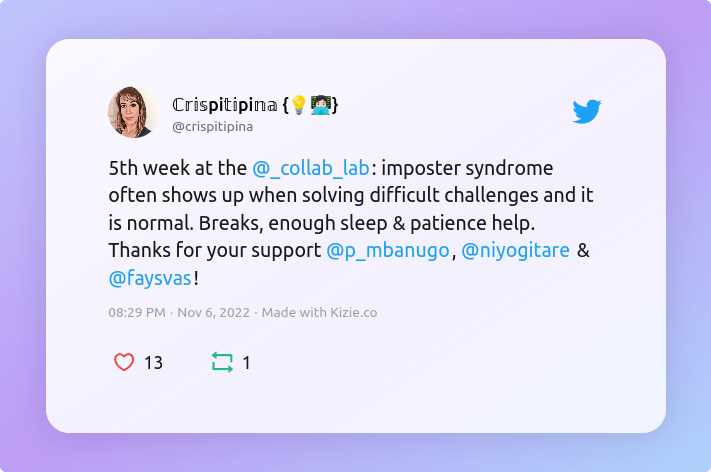 ℂ𝕣𝕚𝕤pi𝕥𝕚pi𝕟𝕒 {💡👩🏻‍💻}
@crispitipina
5th week at the @_collab_lab: imposter syndrome
often shows up when solving difficult challenges and it
is normal. Breaks, enough sleep & patience help.
Thanks for your support @p_mbanugo, @niyogitare &
@faysvas!
08:29 PM · Nov 6, 2022 · Made with Kizie.co
13 1